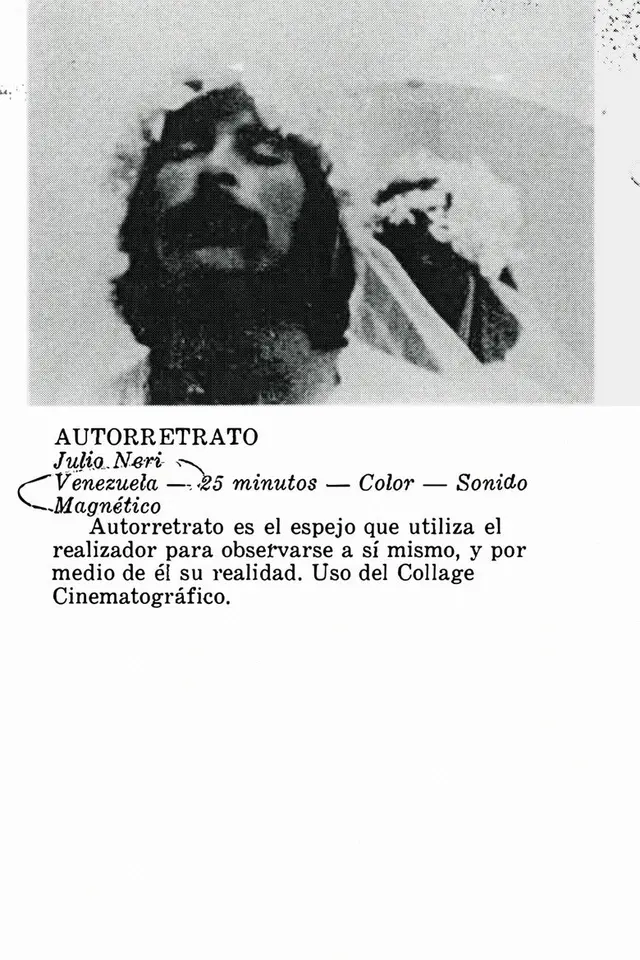 AUTORRETRATO
Julio Neri
Venezuela — 25 minutos — Color — Sonido
Magnético
Autorretrato es el espejo que utiliza el
realizador para observarse a sí mismo, y por
medio de él su realidad. Uso del Collage
Cinematográfico.